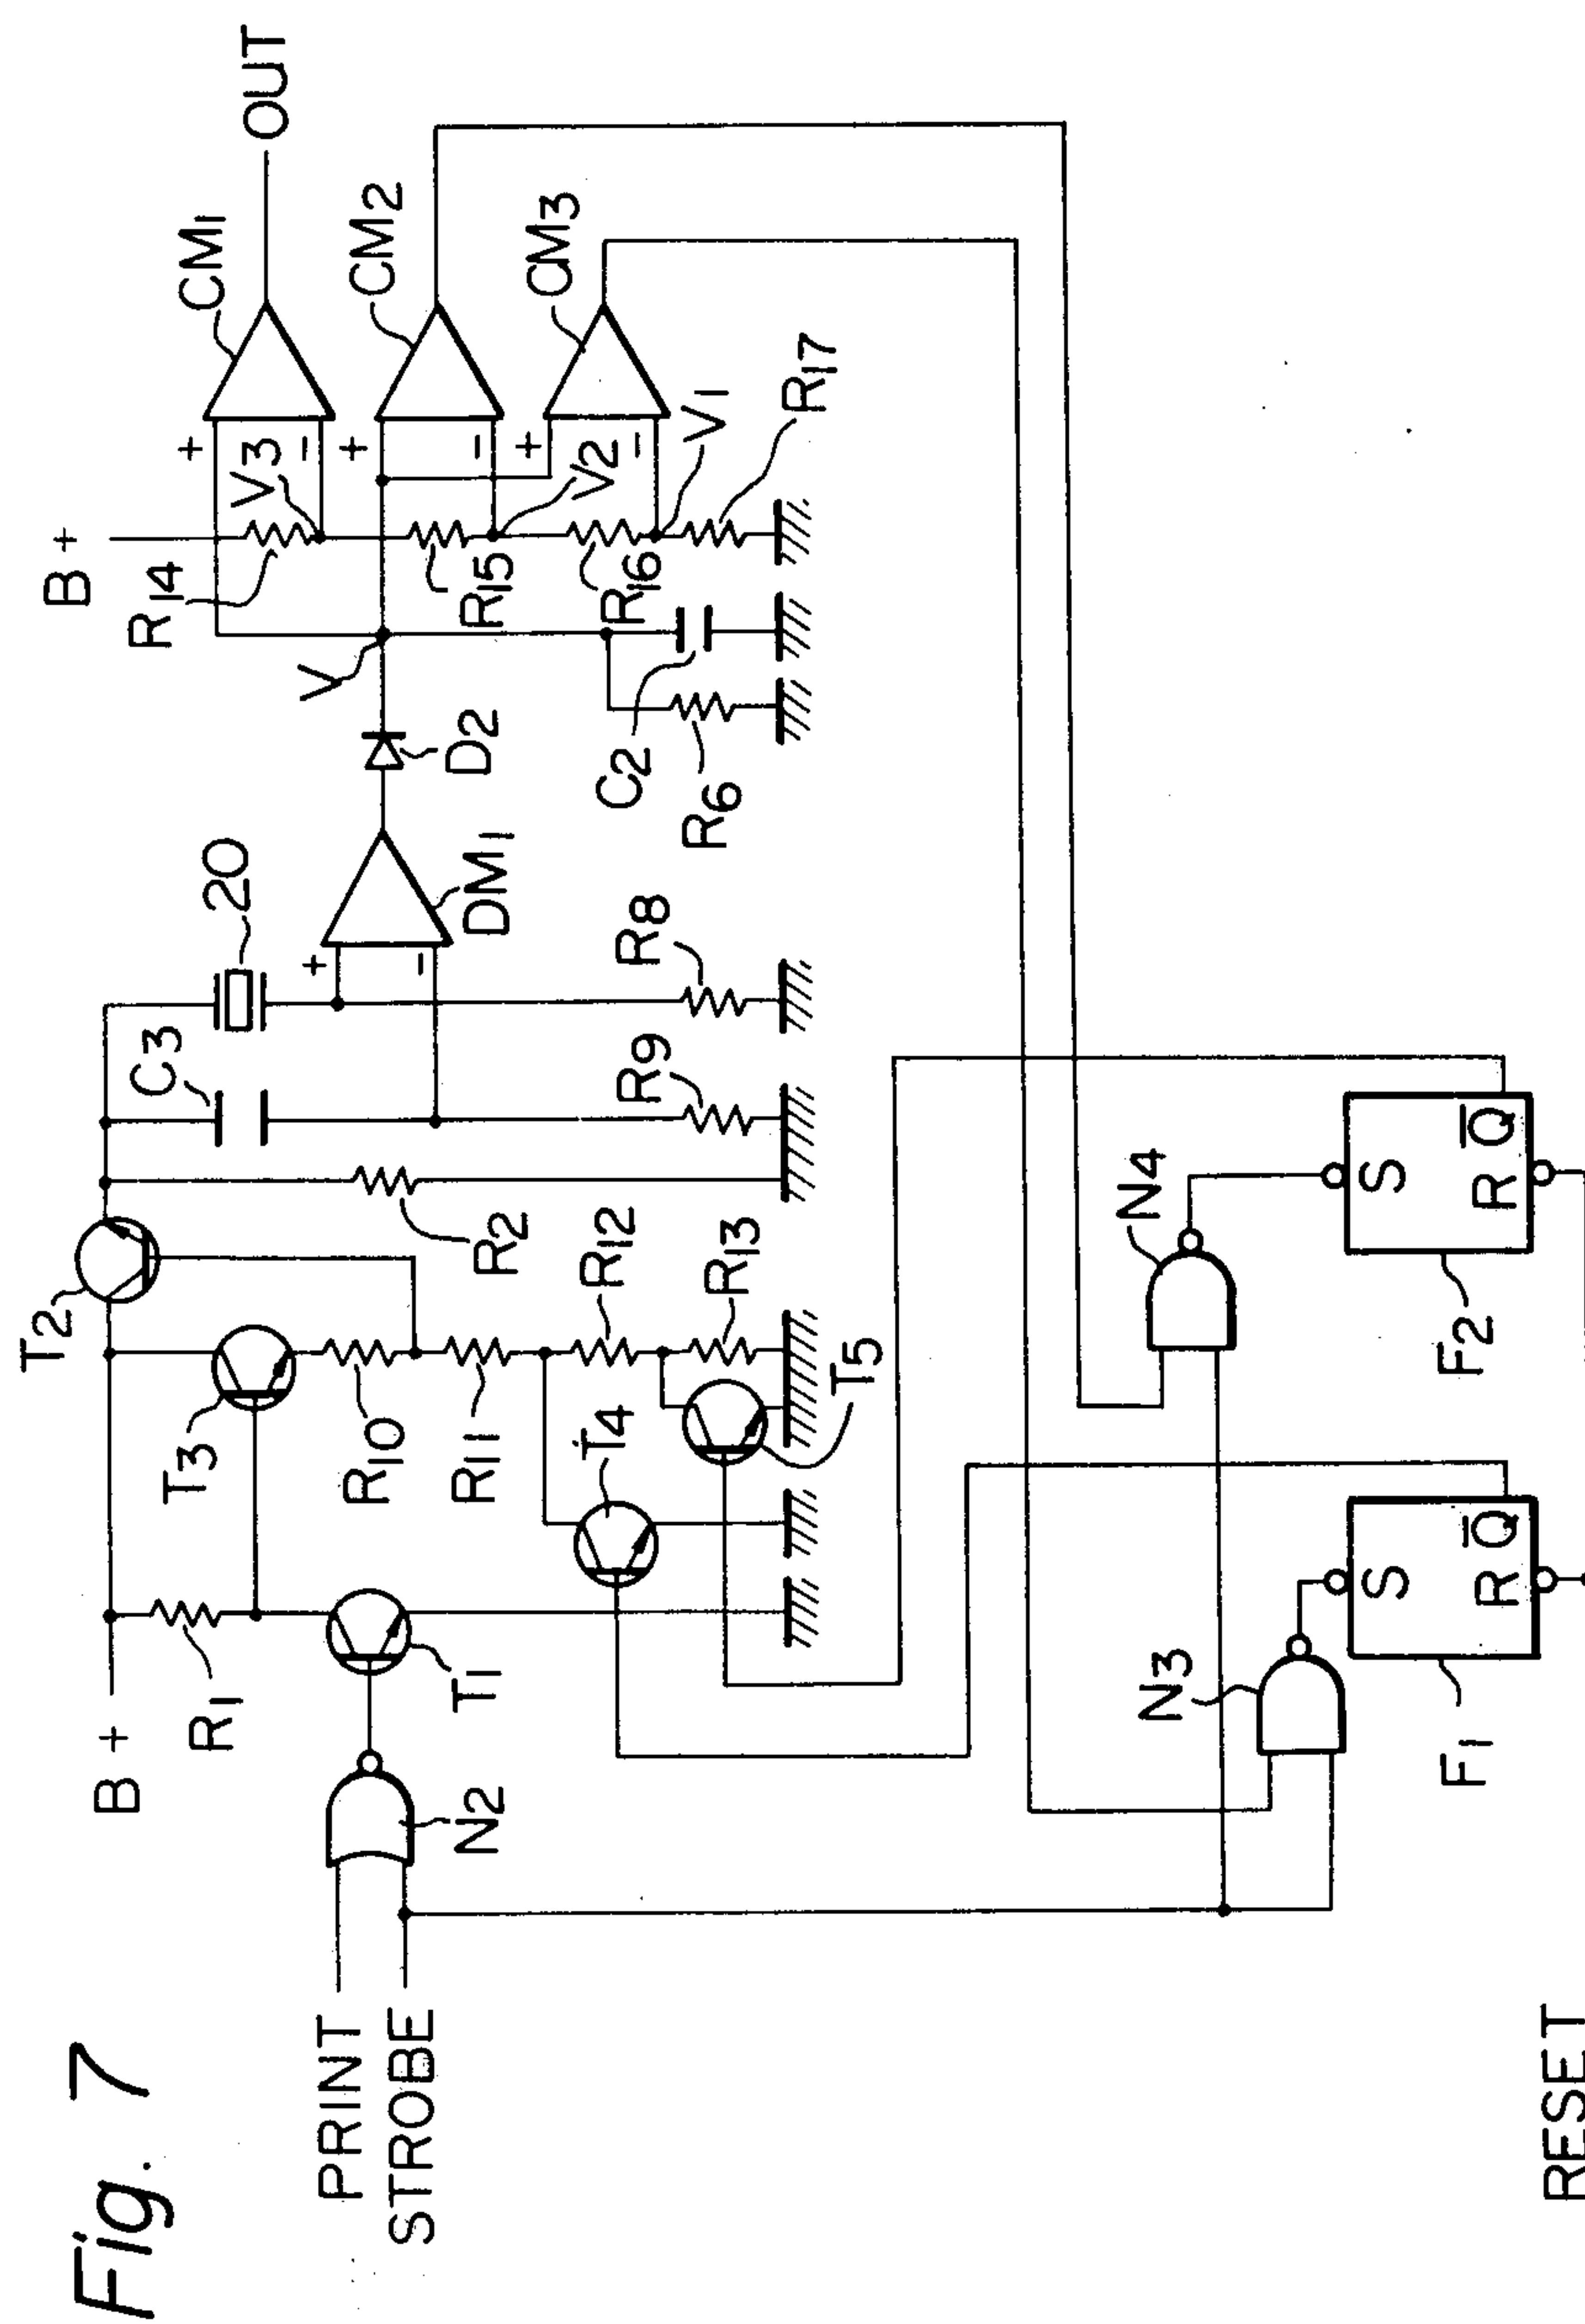 Fig. 7
PRINT
STROBE
N2
B +
R1
T1
T3
T2
R10
R11
T4
R12
R13
T5
R2
C3
R9
20
R8
+
-
DM1
D2
V
C2
R6
B +
R14
V3
R15
R16
V2
V1
R17
+
-
+
-
+
-
CM1
CM2
CM3
OUT
N3
S
R
Q̅
F1
N4
S
R
Q̅
F2
RESET